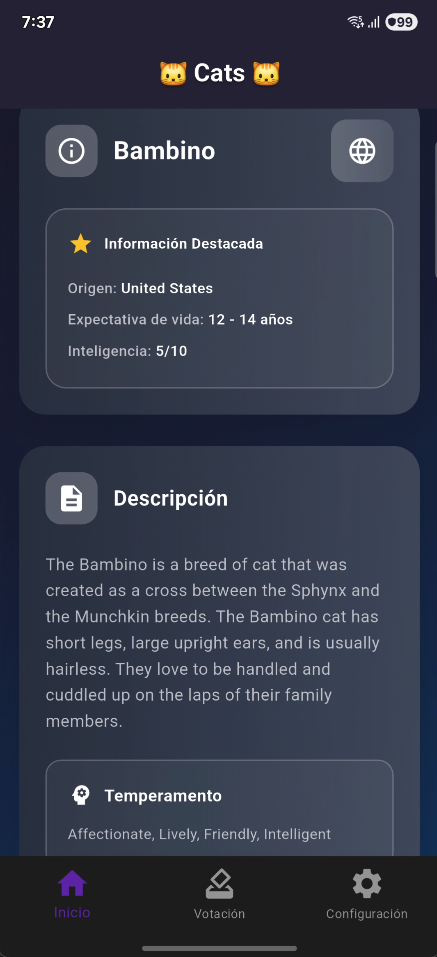 7:37
99
🐱 Cats 🐱
Bambino
Información Destacada
Origen: United States
Expectativa de vida: 12 - 14 años
Inteligencia: 5/10
Descripción
The Bambino is a breed of cat that was
created as a cross between the Sphynx and
the Munchkin breeds. The Bambino cat has
short legs, large upright ears, and is usually
hairless. They love to be handled and
cuddled up on the laps of their family
members.
Temperamento
Affectionate, Lively, Friendly, Intelligent
Inicio
Votación
Configuración